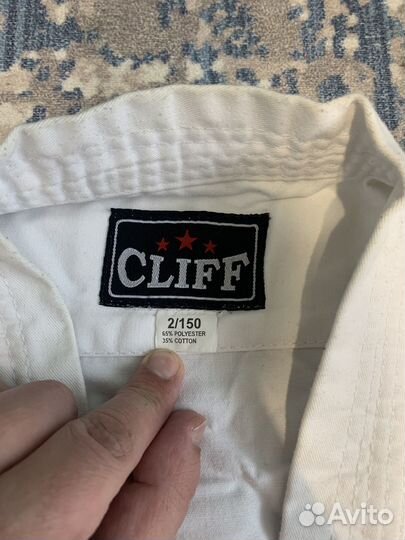 CLIFF
2/150
65% POLYESTER
35% COTTON
Avito